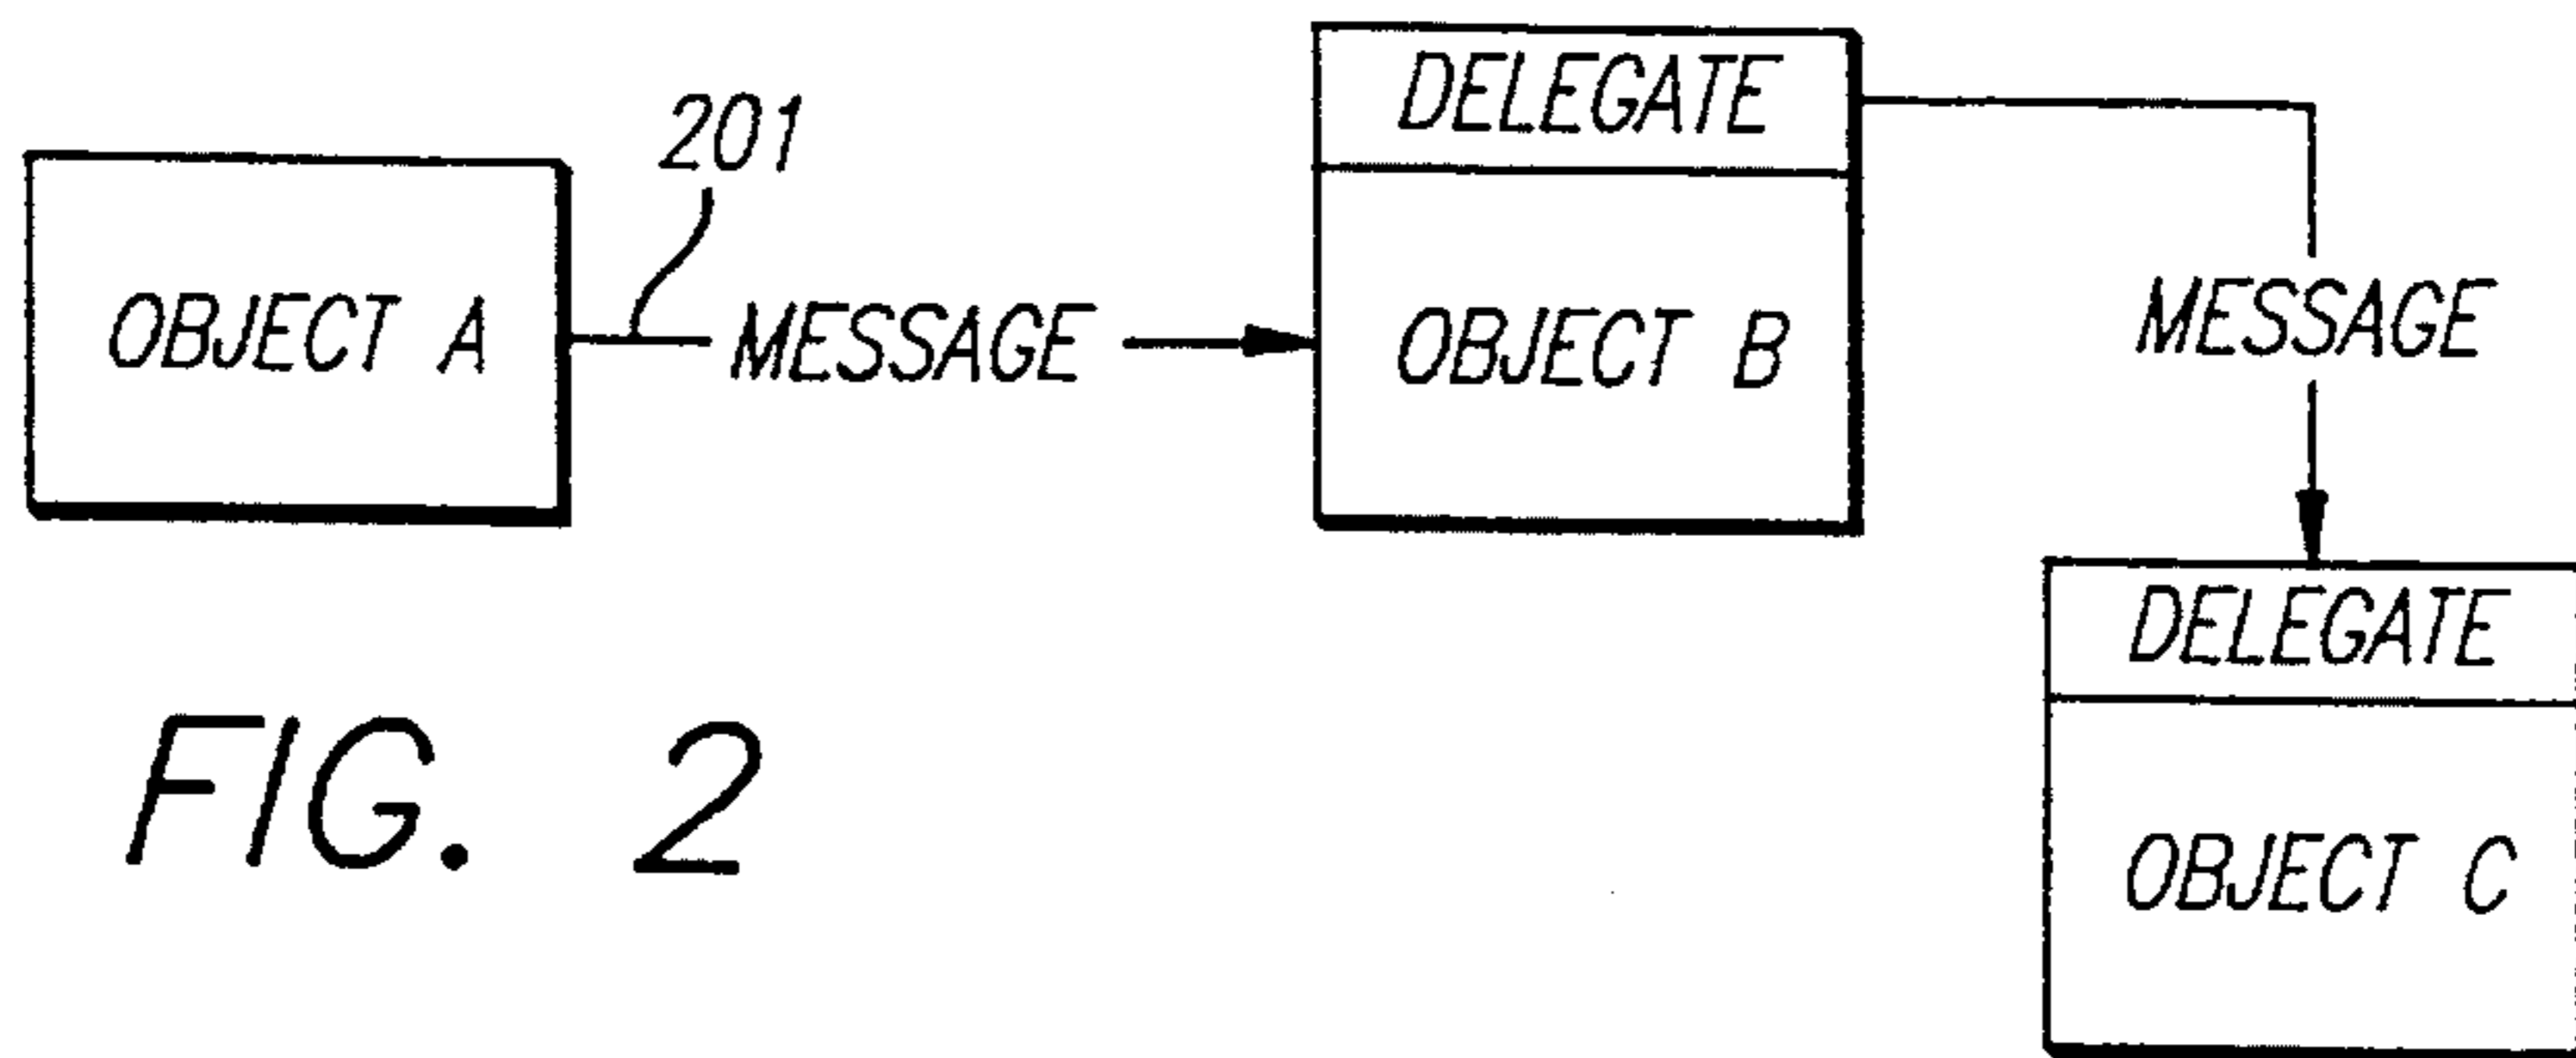 201
DELEGATE
OBJECT A
MESSAGE
OBJECT B
MESSAGE
DELEGATE
OBJECT C
FIG. 2